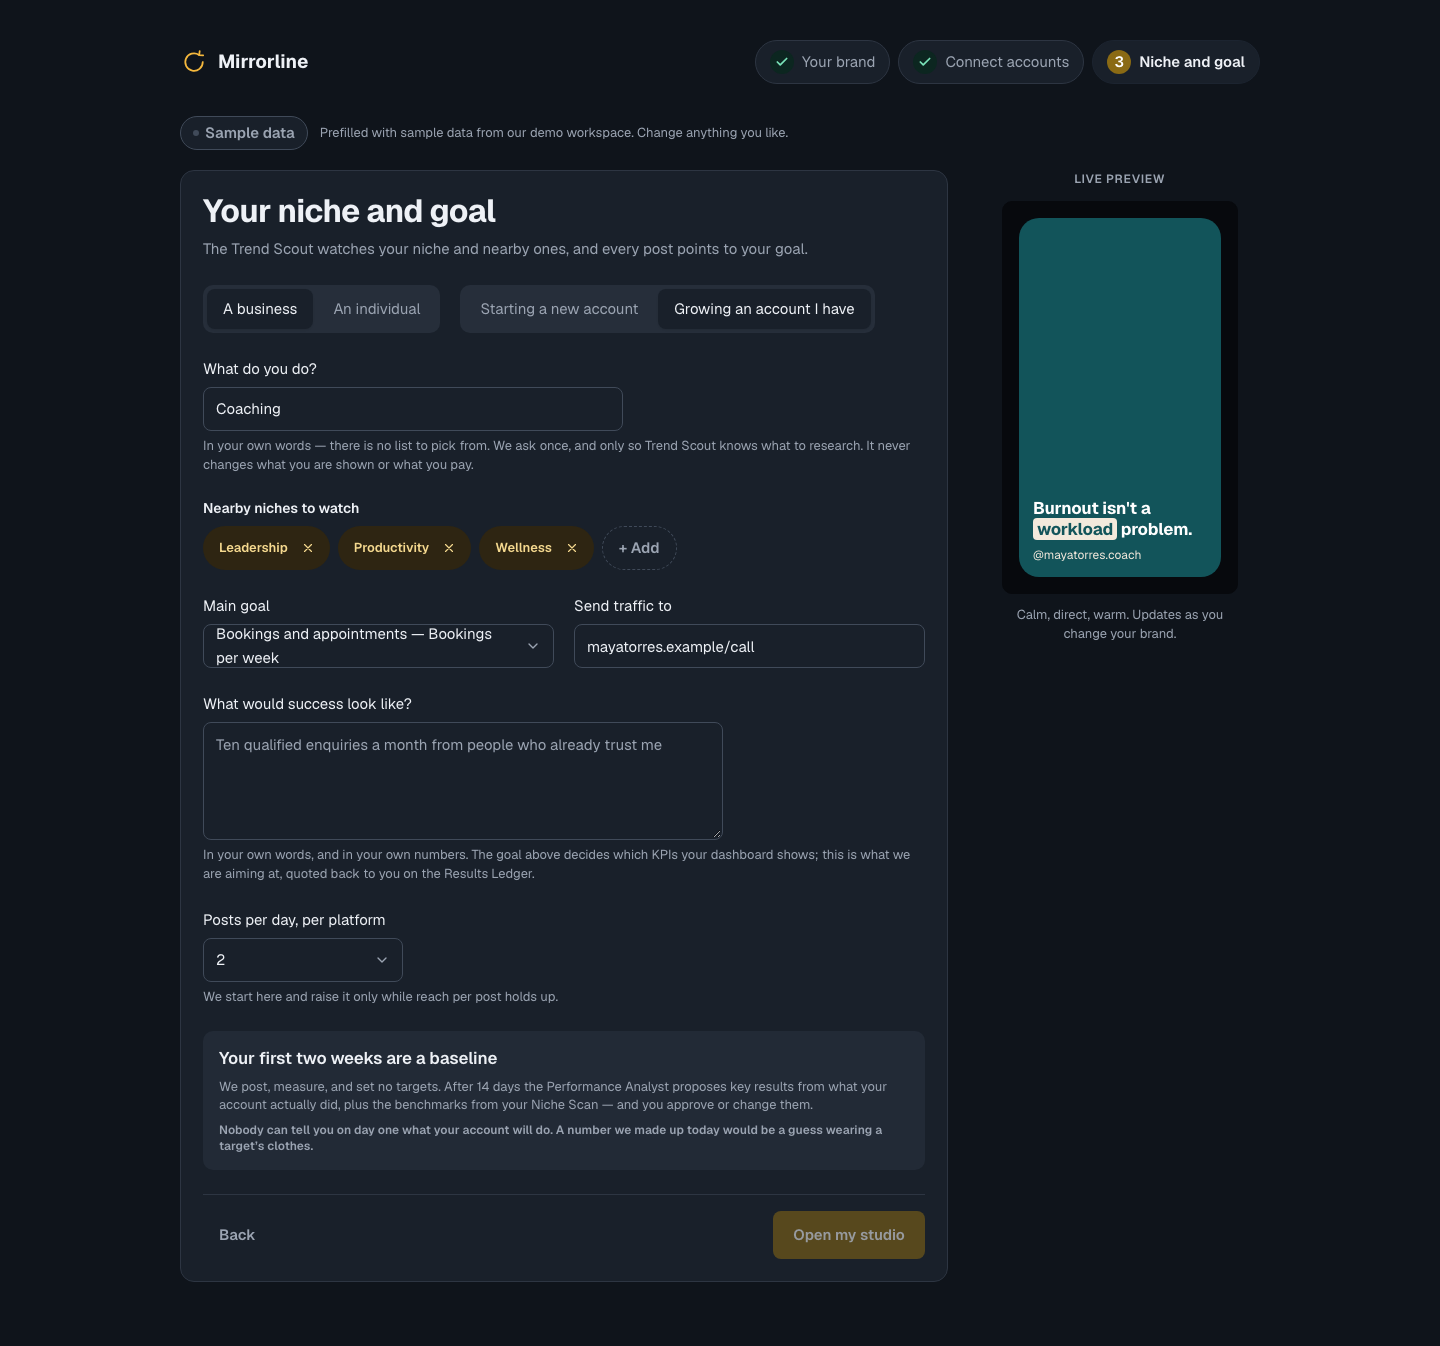 Mirrorline
Your brand
Connect accounts
3 Niche and goal
Sample data
Prefilled with sample data from our demo workspace. Change anything you like.
Your niche and goal
The Trend Scout watches your niche and nearby ones, and every post points to your goal.
A business
An individual
Starting a new account
Growing an account I have
What do you do?
Coaching
In your own words — there is no list to pick from. We ask once, and only so Trend Scout knows what to research. It never
changes what you are shown or what you pay.
Nearby niches to watch
Leadership
Productivity
Wellness
+ Add
Main goal
Bookings and appointments — Bookings
per week
Send traffic to
mayatorres.example/call
What would success look like?
Ten qualified enquiries a month from people who already trust me
In your own words, and in your own numbers. The goal above decides which KPIs your dashboard shows; this is what we
are aiming at, quoted back to you on the Results Ledger.
Posts per day, per platform
2
We start here and raise it only while reach per post holds up.
Your first two weeks are a baseline
We post, measure, and set no targets. After 14 days the Performance Analyst proposes key results from what your
account actually did, plus the benchmarks from your Niche Scan — and you approve or change them.
Nobody can tell you on day one what your account will do. A number we made up today would be a guess wearing a
target's clothes.
Back
Open my studio
LIVE PREVIEW
Burnout isn't a
workload problem.
@mayatorres.coach
Calm, direct, warm. Updates as you
change your brand.